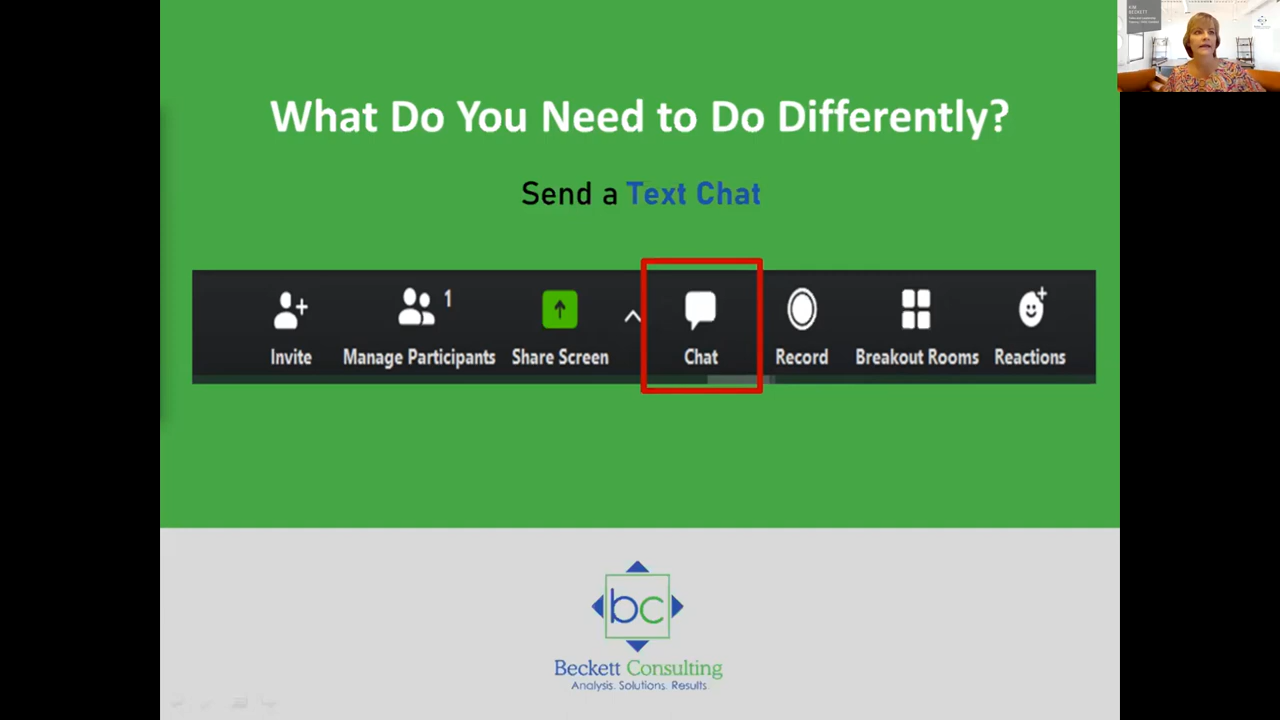 What Do You Need to Do Differently?
Send a Text Chat
1
Invite Manage Participants Share Screen Chat Record Breakout Rooms Reactions
bc
Beckett Consulting
Analysis. Solutions. Results.
BECKETT